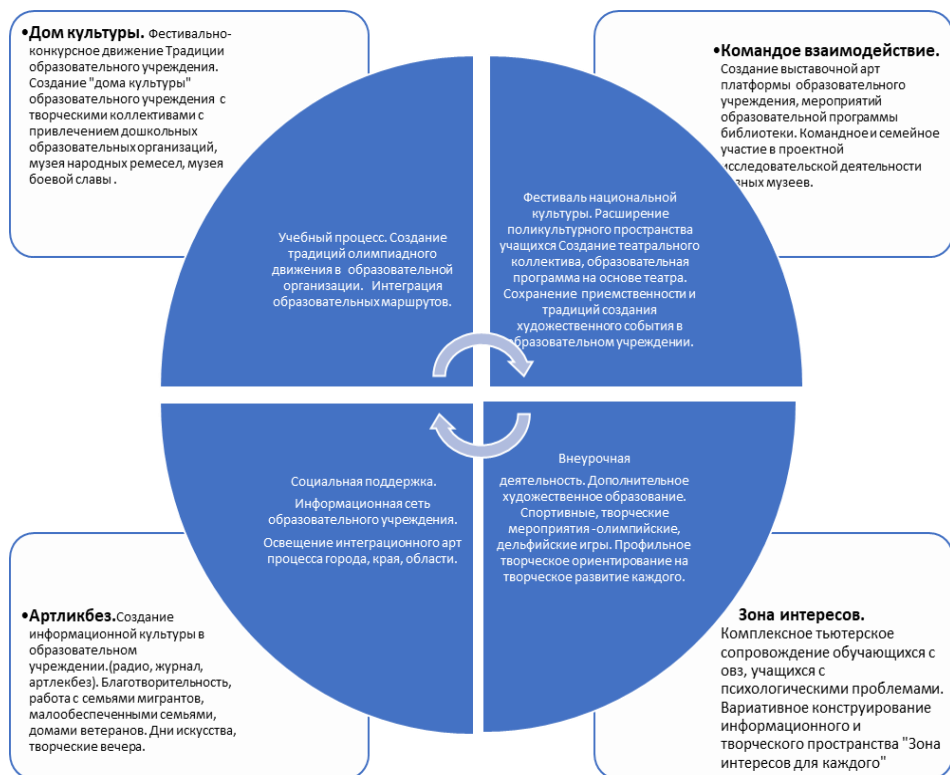 •Дом культуры. Фестивально-
конкурсное движение Традиции
образовательного учреждения.
Создание "дома культуры"
образовательного учреждения с
творческими коллективами с
привлечением дошкольных
образовательных организаций,
музея народных ремесел, музея
боевой славы.
•Командое взаимодействие.
Создание выставочной арт
платформы образовательного
учреждения, мероприятий
образовательной программы
библиотеки. Командное и семейное
участие в проектной
исследовательской деятельности
музеев.
Учебный процесс. Создание
традиций олимпиадного
движения в образовательной
организации. Интеграция
образовательных маршрутов.
Фестиваль национальной
культуры. Расширение
поликультурного пространства
учащихся Создание театрального
коллектива, образовательная
программа на основе театра.
Сохранение приемственности и
традиций создания
художественного события в
образовательном учреждении.
Социальная поддержка.
Информационная сеть
образовательного учреждения.
Освещение интеграционного арт
процесса города, края, области.
Внеурочная
деятельность. Дополнительное
художественное образование.
Спортивные, творческие
мероприятия -олимпийские,
дельфийские игры. Профильное
творческое ориентирование на
творческое развитие каждого.
•Артликбез.Создание
информационной культуры в
образовательном
учреждении.(радио, журнал,
артлекбез). Благотворительность,
работа с семьями мигрантов,
малообеспеченными семьями,
домами ветеранов. Дни искусства,
творческие вечера.
Зона интересов.
Комплексное тьютерское
сопровождение обучающихся с
овз, учащихся с
психологическими проблемами.
Вариативное конструирование
информационного и
творческого пространства "Зона
интересов для каждого"